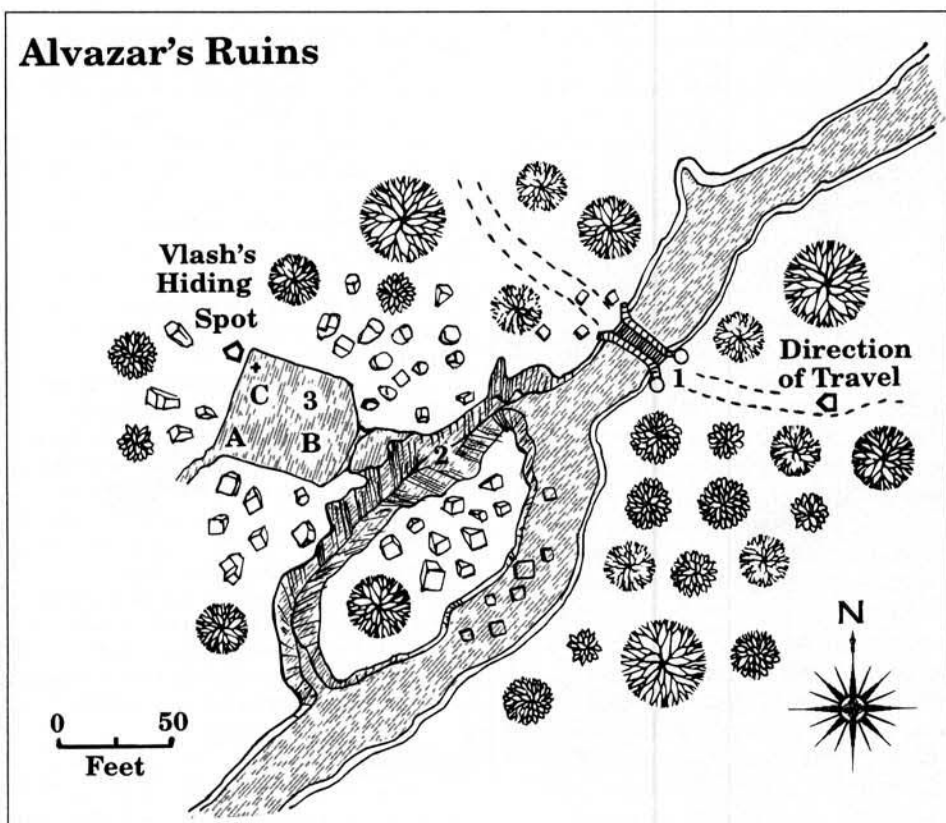 Alvazar's Ruins
Vlash's
Hiding
Spot
C
3
A
B
2
1
Direction
of Travel
N
0 50
Feet